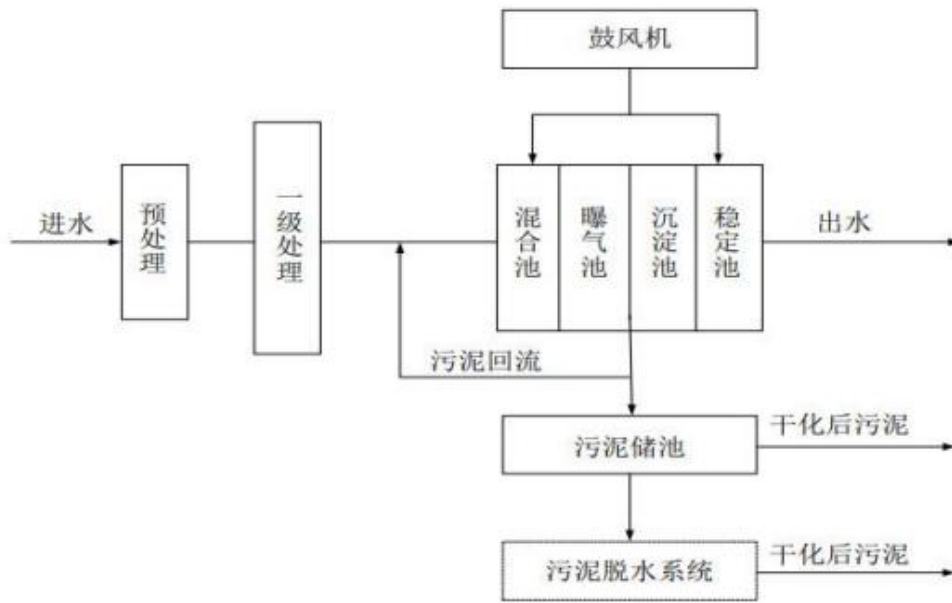 鼓风机
进水
预处理
一级处理
混合池
曝气池
沉淀池
稳定池
出水
污泥回流
污泥储池
干化后污泥
污泥脱水系统
干化后污泥